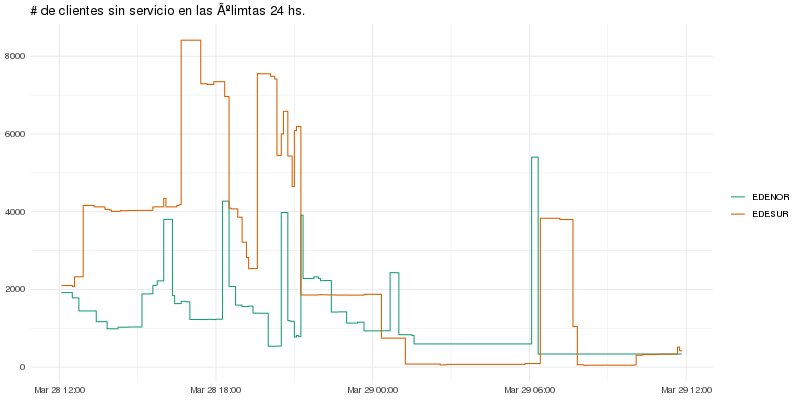 # de clientes sin servicio en las Ãºlimtas 24 hs.
8000
6000
4000
2000
0
Mar 28 12:00 Mar 28 18:00 Mar 29 00:00 Mar 29 06:00 Mar 29 12:00
EDENOR
EDESUR